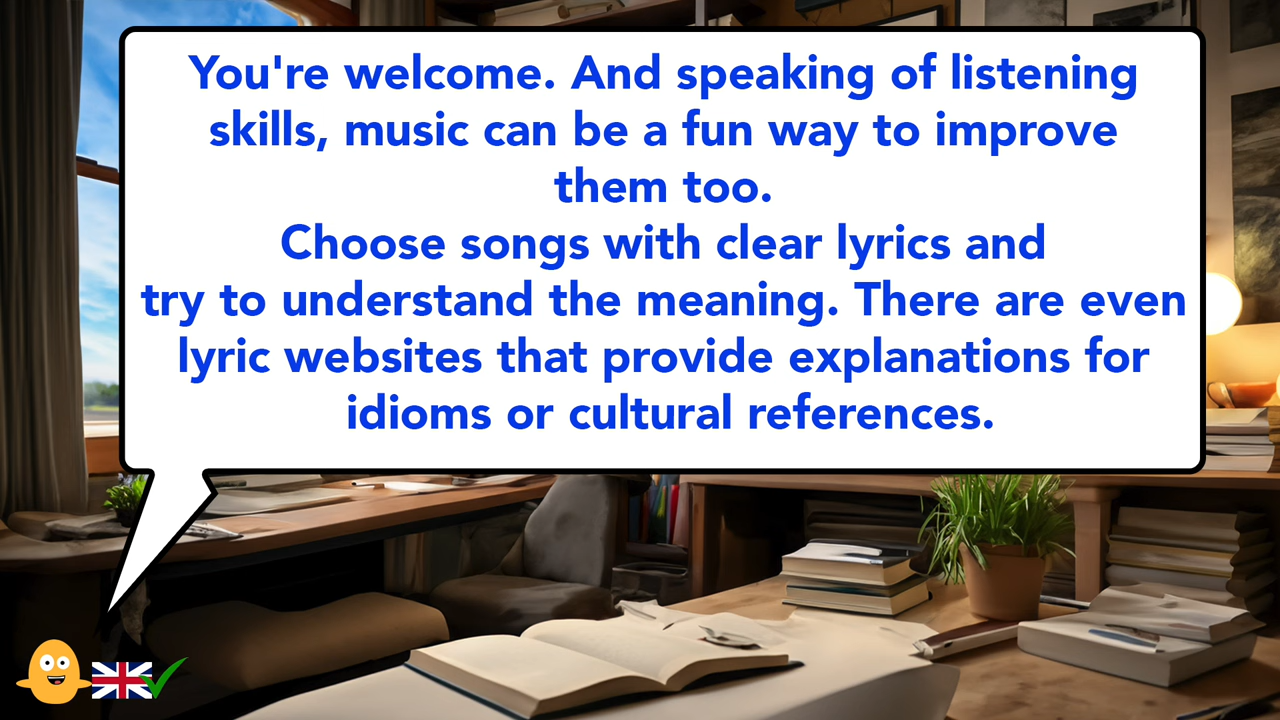 You're welcome. And speaking of listening
skills, music can be a fun way to improve
them too.
Choose songs with clear lyrics and
try to understand the meaning. There are even
lyric websites that provide explanations for
idioms or cultural references.